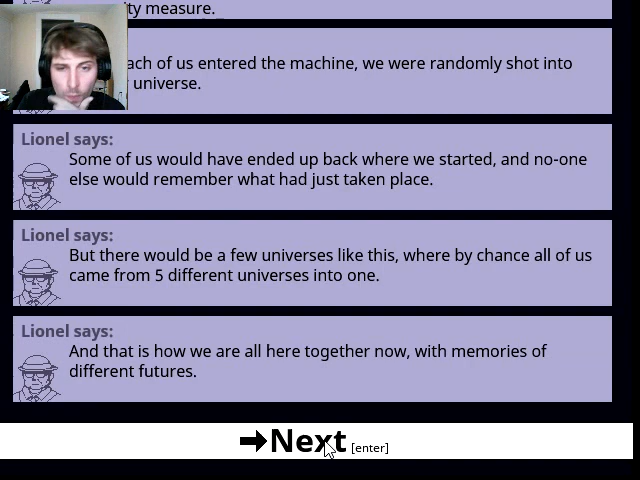 ty measure.
ach of us entered the machine, we were randomly shot into
universe.
Lionel says:
Some of us would have ended up back where we started, and no-one
else would remember what had just taken place.
Lionel says:
But there would be a few universes like this, where by chance all of us
came from 5 different universes into one.
Lionel says:
And that is how we are all here together now, with memories of
different futures.
Next [enter]